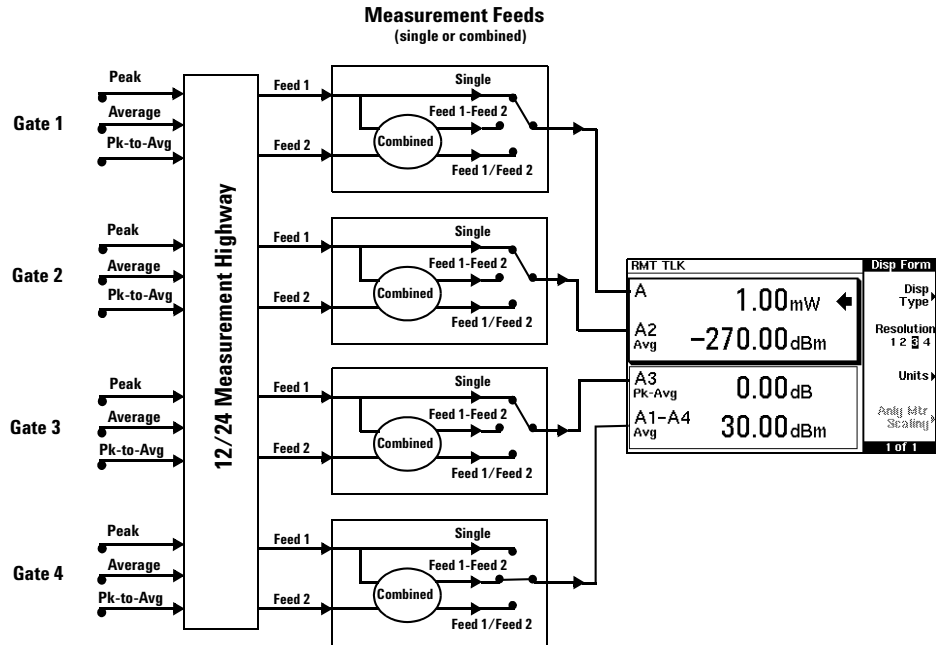 Measurement Feeds
(single or combined)
Gate 1
Peak
Average
Pk-to-Avg
Gate 2
Peak
Average
Pk-to-Avg
Gate 3
Peak
Average
Pk-to-Avg
Gate 4
Peak
Average
Pk-to-Avg
12/24 Measurement Highway
Feed 1
Feed 2
Single
Feed 1-Feed 2
Combined
Feed 1/Feed 2
Feed 1
Feed 2
Single
Feed 1-Feed 2
Combined
Feed 1/Feed 2
Feed 1
Feed 2
Single
Feed 1-Feed 2
Combined
Feed 1/Feed 2
Feed 1
Feed 2
Single
Feed 1-Feed 2
Combined
Feed 1/Feed 2
RMT TLK
A 1.00mW
A2
Avg -270.00dBm
A3
Pk-Avg 0.00dB
A1-A4
Avg 30.00dBm
Disp Form
Disp
Type
Resolution
1 2 3 4
Units
Anlg Mtr
Scaling
1 of 1